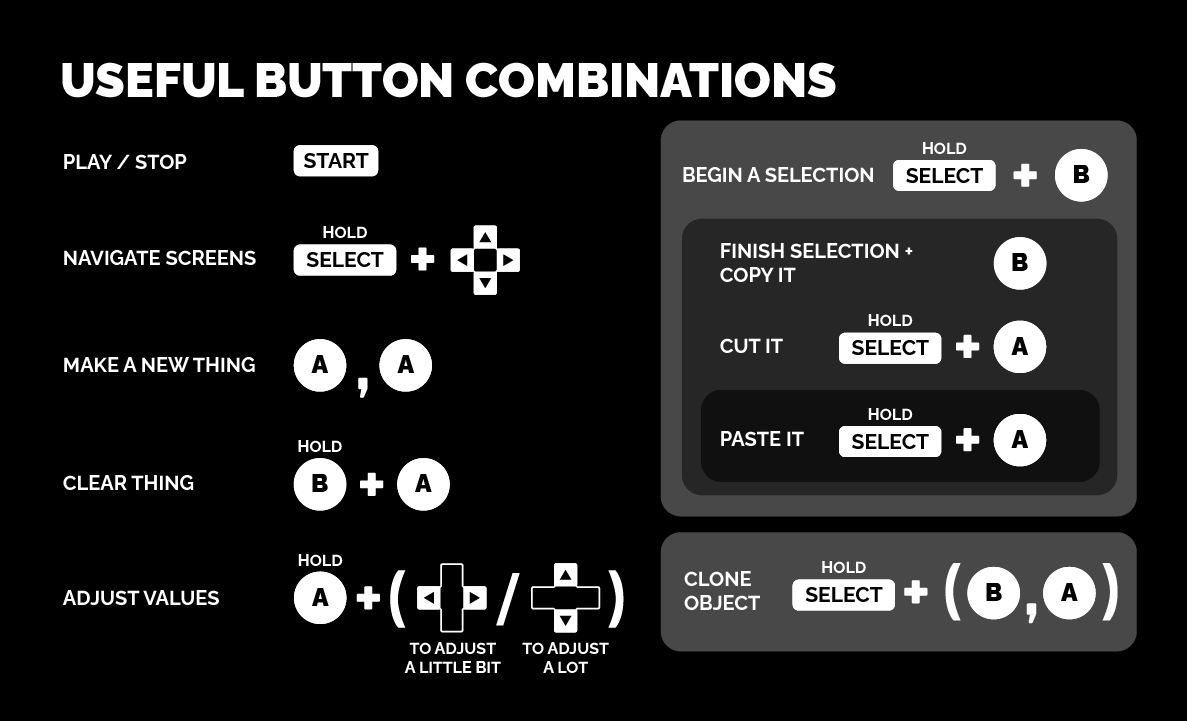 USEFUL BUTTON COMBINATIONS
PLAY / STOP
START
NAVIGATE SCREENS
HOLD
SELECT +
MAKE A NEW THING
A , A
CLEAR THING
HOLD
B + A
ADJUST VALUES
HOLD
A + ( / )
TO ADJUST
A LITTLE BIT
TO ADJUST
A LOT
BEGIN A SELECTION
HOLD
SELECT + B
FINISH SELECTION +
COPY IT
B
CUT IT
HOLD
SELECT + A
PASTE IT
HOLD
SELECT + A
CLONE
OBJECT
HOLD
SELECT + ( B , A )